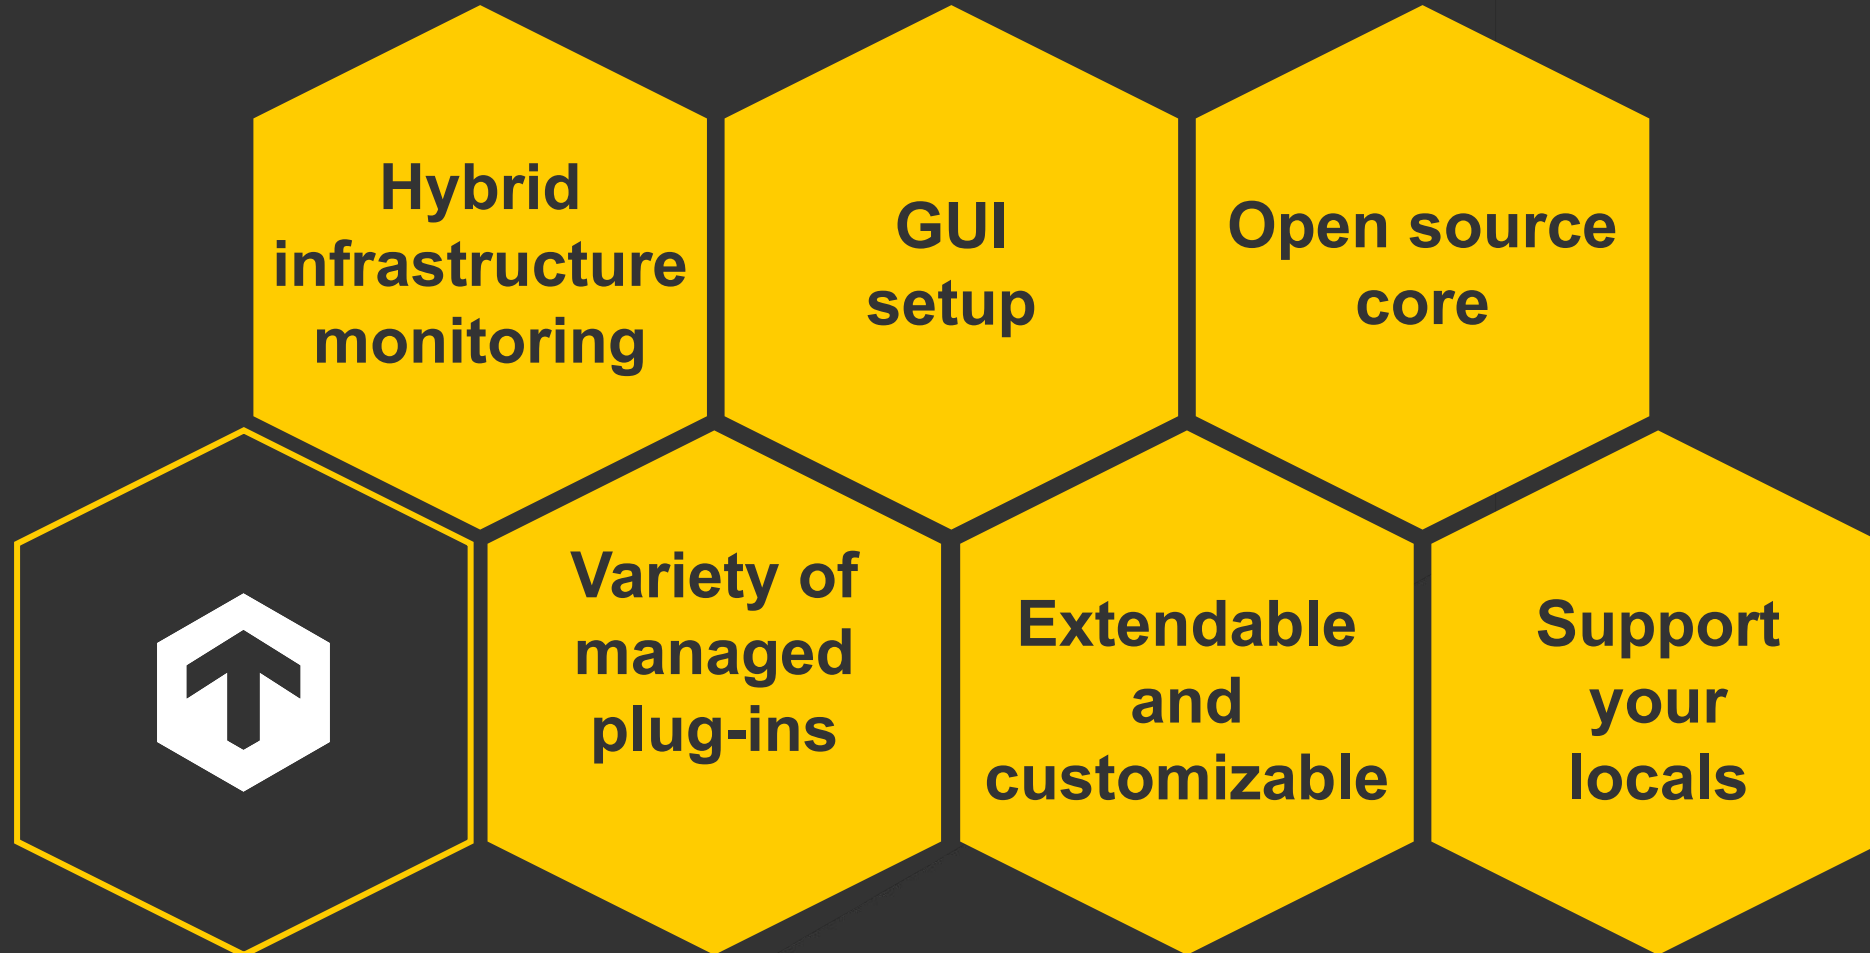 Hybrid
infrastructure
monitoring
GUI
setup
Open source
core
Variety of
managed
plug-ins
Extendable
and
customizable
Support
your
locals